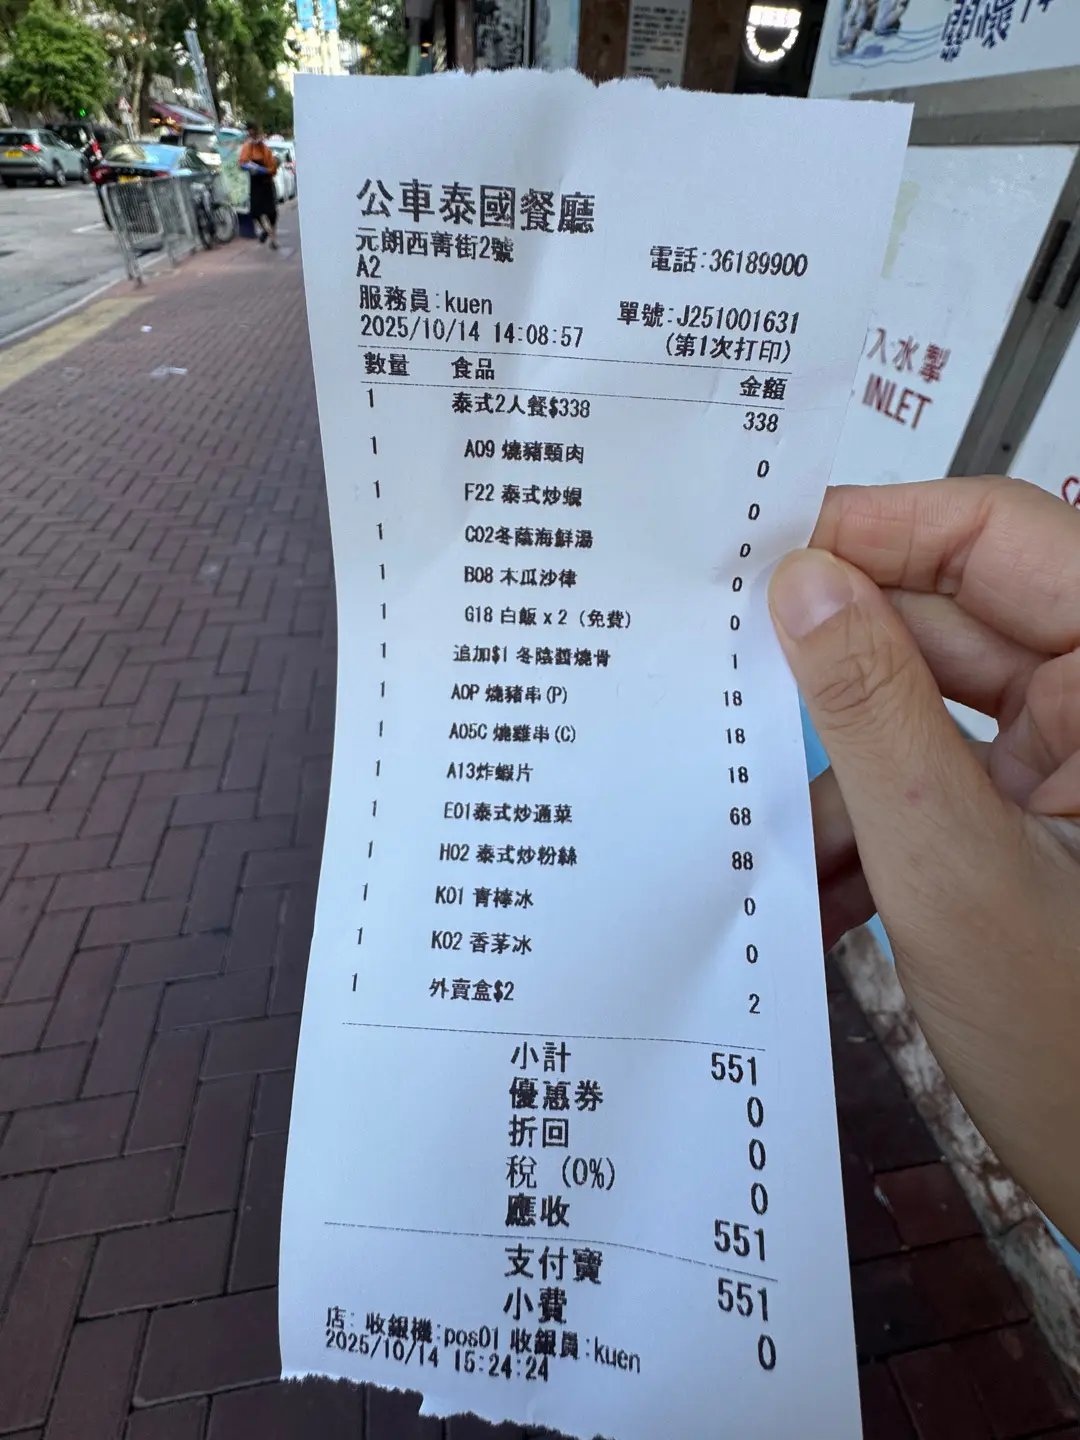 公車泰國餐廳
元朗西菁街2號
電話:36189900
A2
服務員:kuen
單號:J251001631
2025/10/14 14:08:57
(第1次打印)
數量 食品 金額
1 泰式2人餐$338 338
1 A09 燒豬頸肉 0
1 F22 泰式炒蜆 0
1 C02冬蔭海鮮湯 0
1 B08 木瓜沙律 0
1 G18 白飯 x 2 (免費) 0
1 追加$1 冬陰醬燒骨 1
1 A0P 燒豬串(P) 18
1 A05C 燒雞串(C) 18
1 A13炸蝦片 18
1 E01泰式炒通菜 68
1 H02 泰式炒粉絲 88
1 K01 青檸冰 0
1 K02 香茅冰 0
1 外賣盒$2 2
小計 551
優惠券 0
折回 0
稅 (0%) 0
應收 551
支付寶 551
小費 0
店: 收銀機:pos01 收銀員:kuen
2025/10/14 15:24:24
入水掣
INLET
關懷